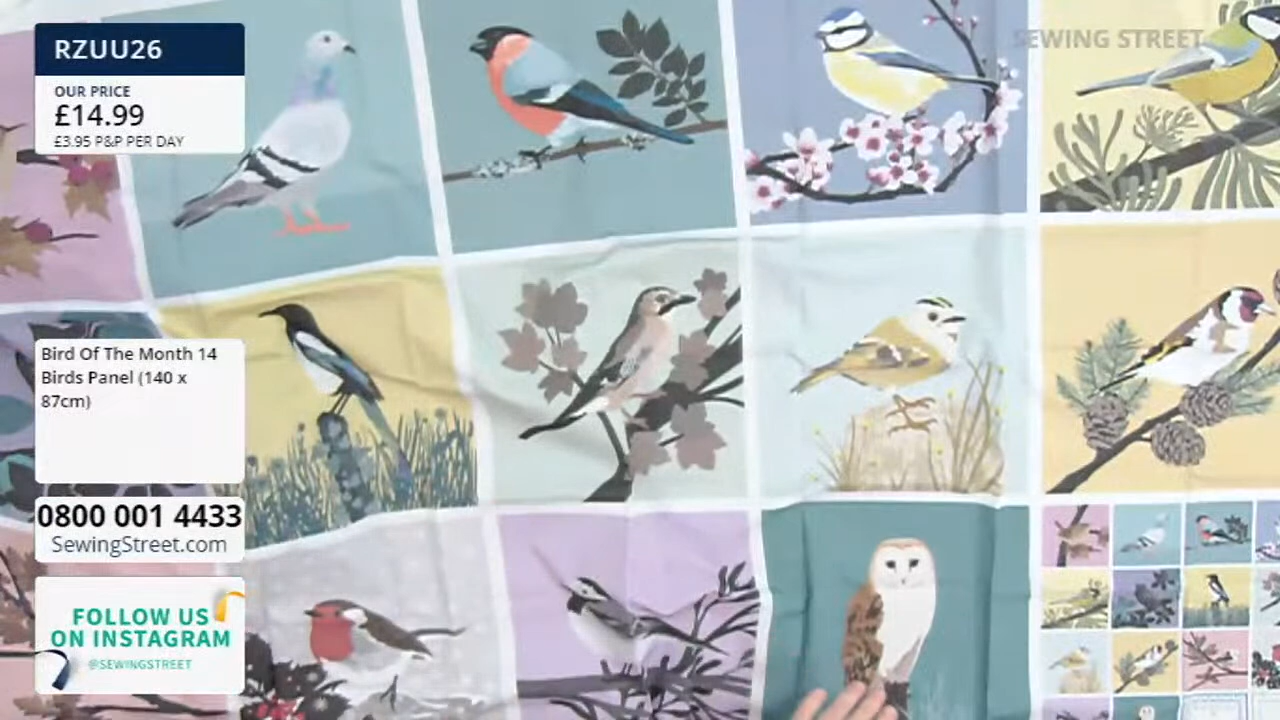 RZUU26
OUR PRICE
£14.99
£3.95 P&P PER DAY
SEWING STREET
Bird Of The Month 14
Birds Panel (140 x
87cm)
0800 001 4433
SewingStreet.com
FOLLOW US
ON INSTAGRAM
@SEWINGSTREET